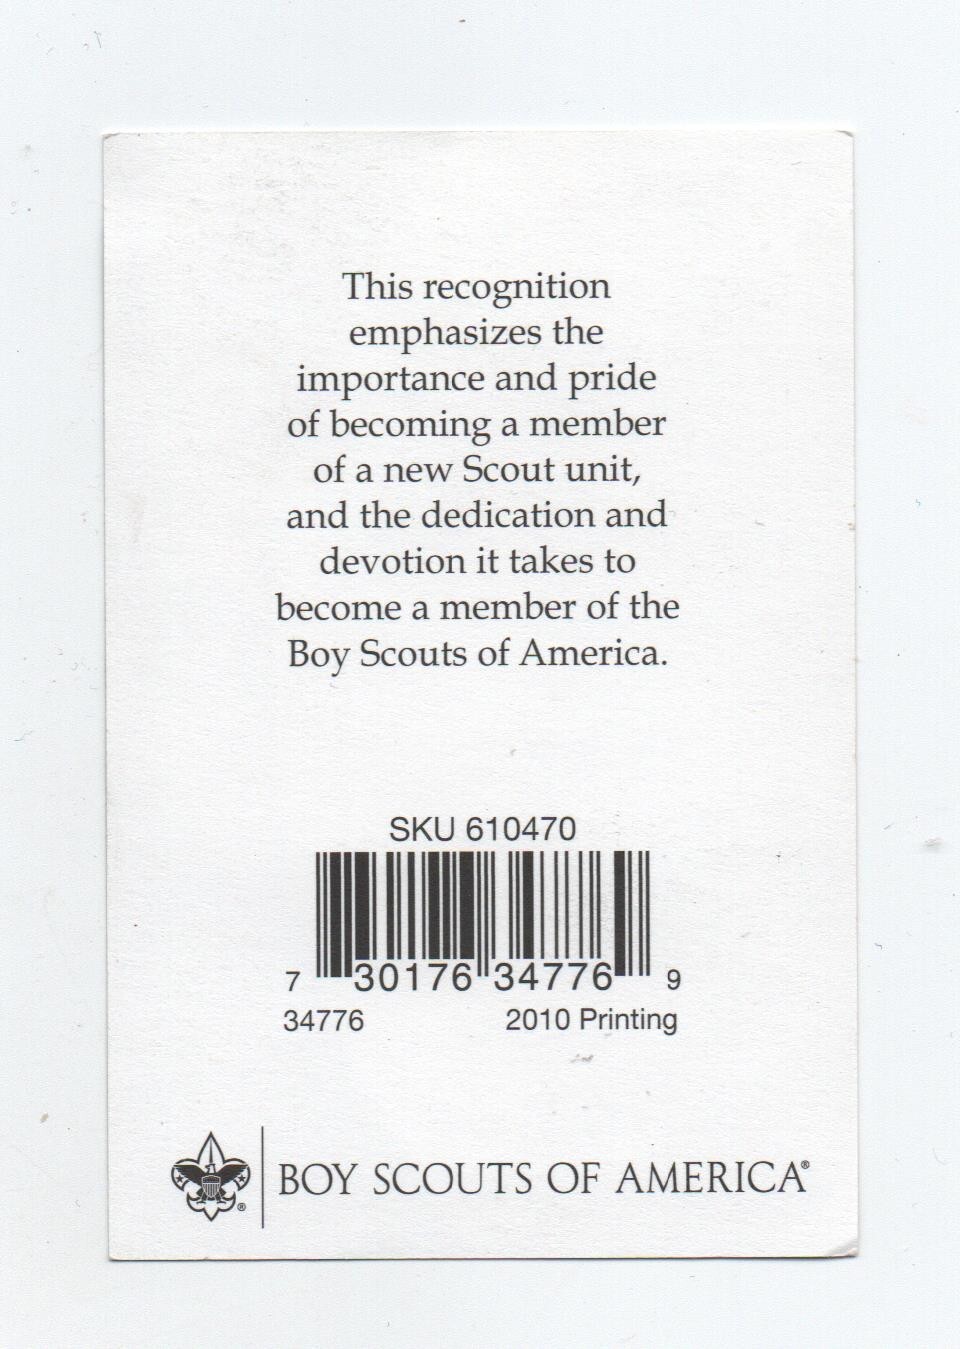 This recognition
emphasizes the
importance and pride
of becoming a member
of a new Scout unit,
and the dedication and
devotion it takes to
become a member of the
Boy Scouts of America.
SKU 610470
7 30176 34776 9
34776 2010 Printing
BOY SCOUTS OF AMERICA®